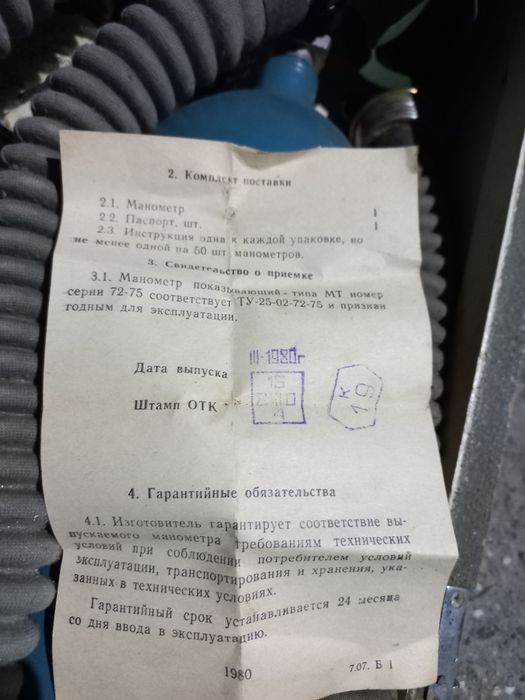 2. Комплект поставки
2.1. Манометр 1
2.2. Паспорт, шт. 1
2.3. Инструкция одна к каждой упаковке, но
не менее одной на 50 шт. манометров.
3. Свидетельство о приемке
3.1. Манометр показывающий типа МТ номер
серии 72-75 соответствует ТУ-25-02-72-75 и признан
годным для эксплуатации.
Дата выпуска III-1980г
Штамп ОТК
К
19
4. Гарантийные обязательства
4.1. Изготовитель гарантирует соответствие вы-
пускаемого манометра требованиям технических
условий при соблюдении потребителем условий
эксплуатации, транспортирования и хранения, ука-
занных в технических условиях.
Гарантийный срок устанавливается 24 месяца
со дня ввода в эксплуатацию.
1980 7.07. Б 1